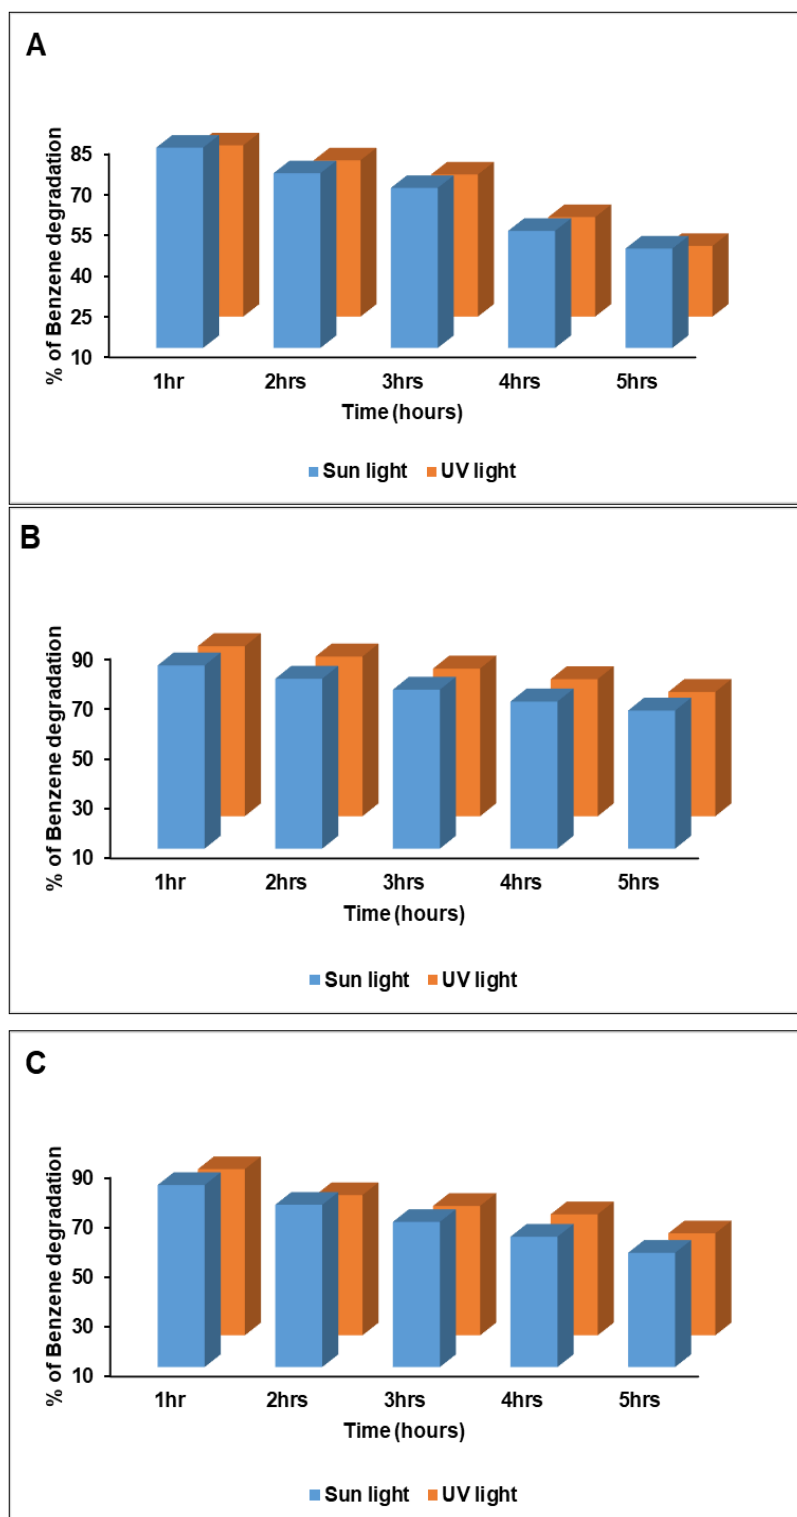 A
% of Benzene degradation
85
70
55
40
25
10
1hr 2hrs 3hrs 4hrs 5hrs
Time (hours)
Sun light UV light
B
% of Benzene degradation
90
70
50
30
10
1hr 2hrs 3hrs 4hrs 5hrs
Time (hours)
Sun light UV light
C
% of Benzene degradation
90
70
50
30
10
1hr 2hrs 3hrs 4hrs 5hrs
Time (hours)
Sun light UV light